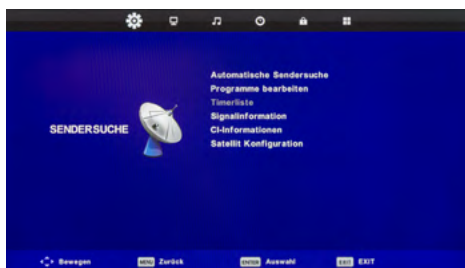 Automatische Sendersuche
Programme bearbeiten
Timerliste
Signalinformation
CI-Informationen
Satellit Konfiguration
SENDERSUCHE
Bewegen MENU Zurück ENTER Auswahl EXIT EXIT